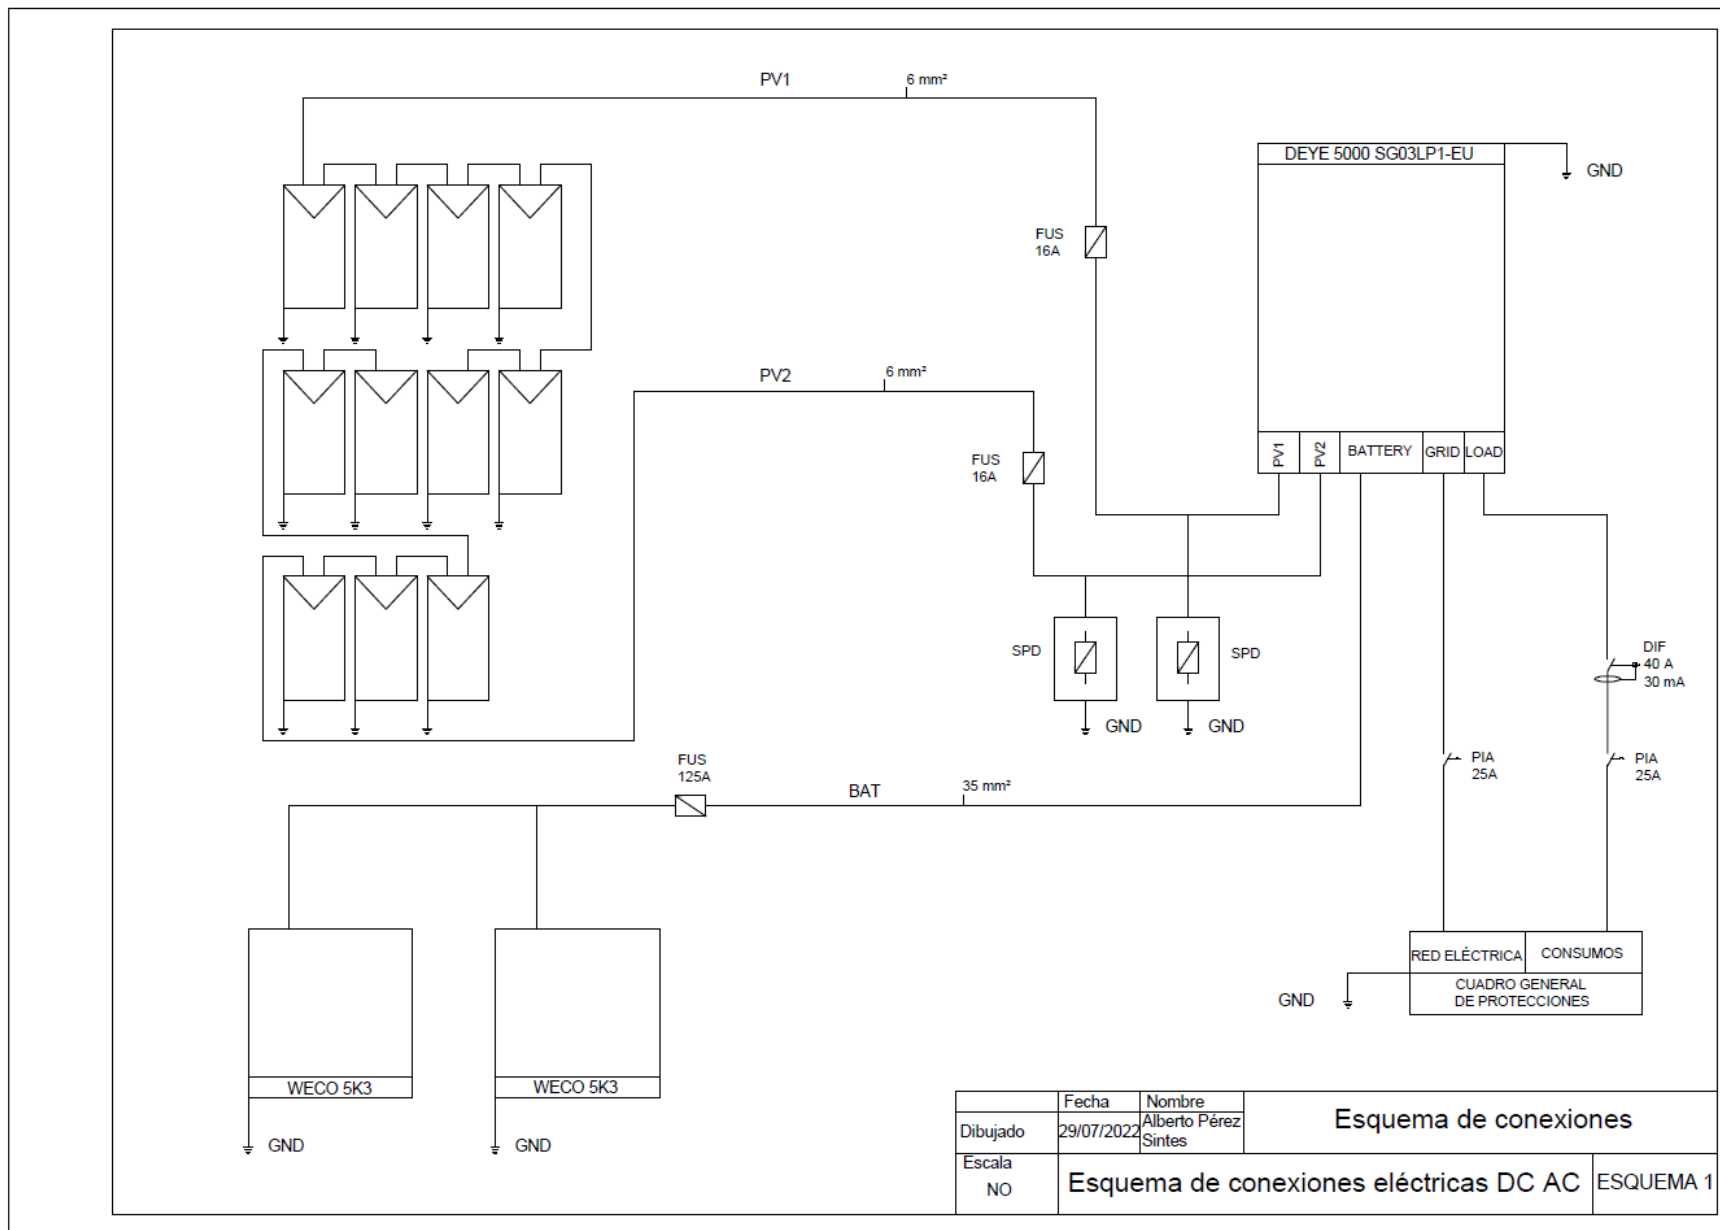 PV1
6 mm²
DEYE 5000 SG03LP1-EU
GND
FUS
16A
PV2
6 mm²
FUS
16A
PV1
PV2
BATTERY
GRID
LOAD
SPD
SPD
GND
GND
DIF
40 A
30 mA
PIA
25A
PIA
25A
FUS
125A
BAT
35 mm²
RED ELÉCTRICA
CONSUMOS
CUADRO GENERAL
DE PROTECCIONES
GND
WECO 5K3
WECO 5K3
GND
GND
Fecha
Nombre
Esquema de conexiones
Dibujado
29/07/2022
Alberto Pérez
Sintes
Escala
NO
Esquema de conexiones eléctricas DC AC
ESQUEMA 1